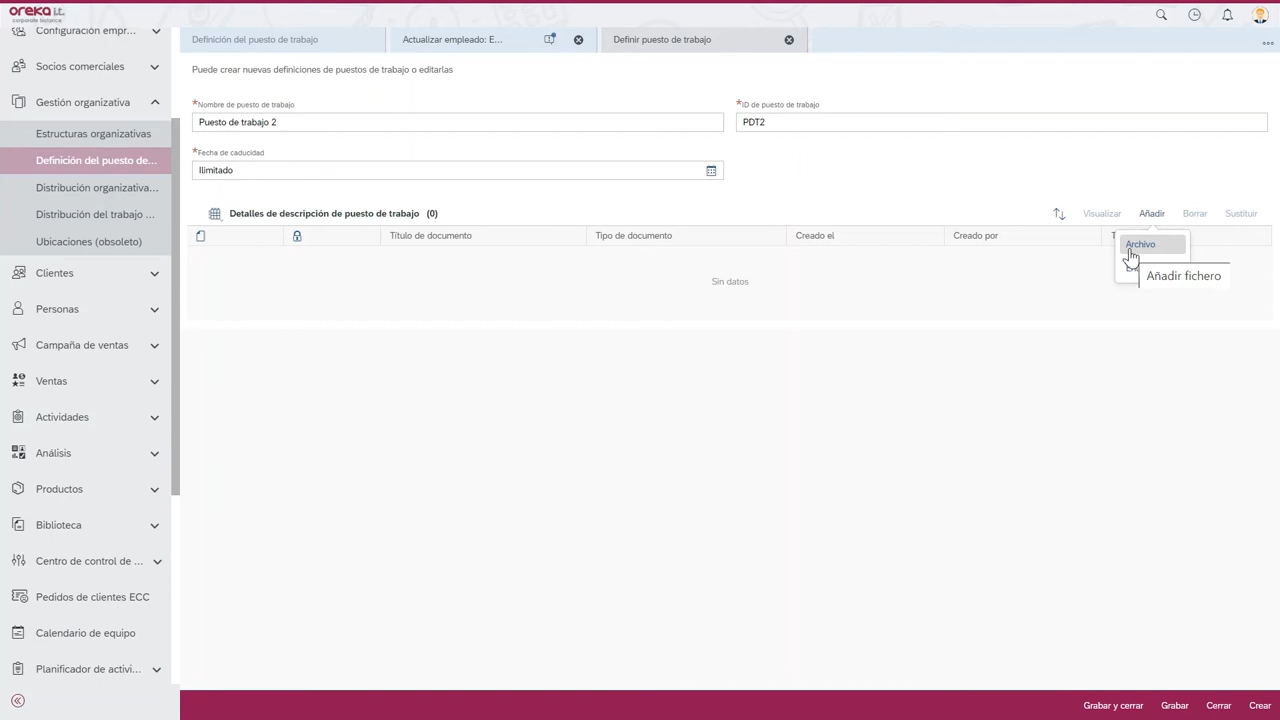 oreka i.t.
corporate instance
Configuración empr...
Socios comerciales
Gestión organizativa
Estructuras organizativas
Definición del puesto de...
Distribución organizativa...
Distribución del trabajo ...
Ubicaciones (obsoleto)
Clientes
Personas
Campaña de ventas
Ventas
Actividades
Análisis
Productos
Biblioteca
Centro de control de ...
Pedidos de clientes ECC
Calendario de equipo
Planificador de activi...
Definición del puesto de trabajo
Actualizar empleado: E...
Definir puesto de trabajo
Puede crear nuevas definiciones de puestos de trabajo o editarlas
*Nombre de puesto de trabajo
Puesto de trabajo 2
*ID de puesto de trabajo
PDT2
*Fecha de caducidad
Ilimitado
Detalles de descripción de puesto de trabajo (0)
Visualizar Añadir Borrar Sustituir
Título de documento Tipo de documento Creado el Creado por
Archivo
Añadir fichero
Sin datos
Grabar y cerrar Grabar Cerrar Crear